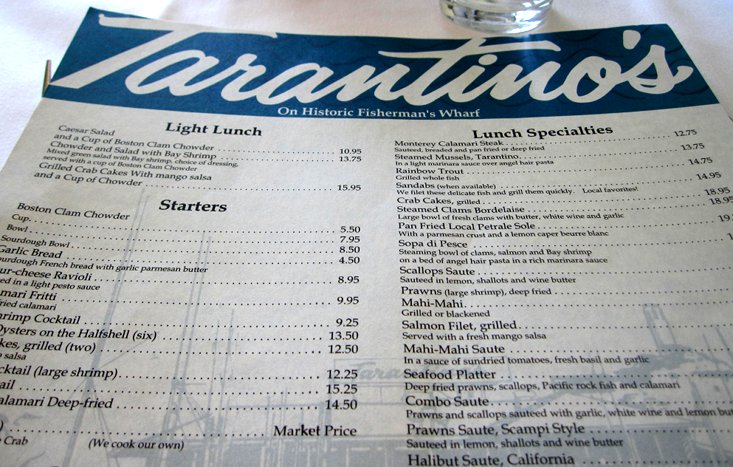 Tarantino's
On Historic Fisherman's Wharf
Light Lunch
Caesar Salad
and a Cup of Boston Clam Chowder 10.95
Chowder and Salad with Bay Shrimp 13.75
Mixed green salad with Bay shrimp, choice of dressing,
served with a cup of Boston Clam Chowder
Grilled Crab Cakes With mango salsa
and a Cup of Chowder 15.95
Starters
Boston Clam Chowder
Cup 5.50
Bowl 7.95
Sourdough Bowl 8.50
Garlic Bread 4.50
sourdough French bread with garlic parmesan butter
ur-cheese Ravioli 8.95
ed in a light pesto sauce
amari Fritti 9.95
ried calamari
hrimp Cocktail 9.25
Oysters on the Halfshell (six) 13.50
kes, grilled (two) 12.50
o salsa
cktail (large shrimp) 12.25
ail 15.25
alamari Deep-fried 14.50
) Market Price
e Crab (We cook our own)
Lunch Specialties
Monterey Calamari Steak 12.75
Sauteed, breaded and pan fried or deep fried
Steamed Mussels, Tarantino 13.75
In a light marinara sauce over angel hair pasta
Rainbow Trout 14.75
Grilled whole fish
Sandabs (when available) 14.95
We filet these delicate fish and grill them quickly. Local favorites!
Crab Cakes, grilled 18.95
Steamed Clams Bordelaise 18.95
Large bowl of fresh clams with butter, white wine and garlic
Pan Fried Local Petrale Sole 19.
With a parmesan crust and a lemon caper beurre blanc
Sopa di Pesce 1
Steaming bowl of clams, salmon and Bay shrimp
on a bed of angel hair pasta in a rich marinara sauce
Scallops Saute
Sauteed in lemon, shallots and wine butter
Prawns (large shrimp), deep fried
Mahi-Mahi
Grilled or blackened
Salmon Filet, grilled
Served with a fresh mango salsa
Mahi-Mahi Saute
In a sauce of sundried tomatoes, fresh basil and garlic
Seafood Platter
Deep fried prawns, scallops, Pacific rock fish and calamari
Combo Saute
Prawns and scallops sauteed with garlic, white wine and lemon but
Prawns Saute, Scampi Style
Sauteed in lemon, shallots and wine butter
Halibut Saute, California